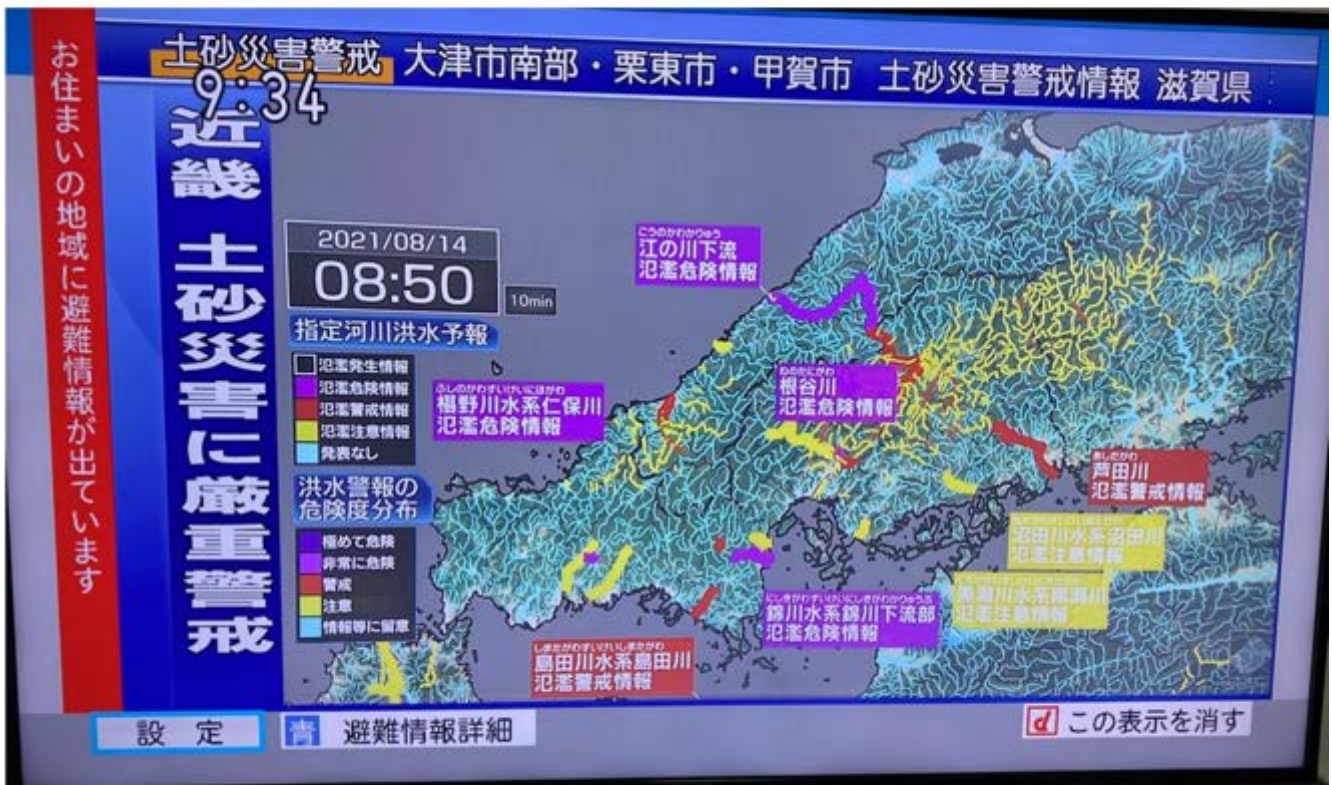 お住まいの地域に避難情報が出ています
土砂災害警戒 大津市南部・栗東市・甲賀市 土砂災害警戒情報 滋賀県
9:34
近畿 土砂災害に厳重警戒
2021/08/14
08:50
10min
指定河川洪水予報
氾濫発生情報
氾濫危険情報
氾濫警戒情報
氾濫注意情報
発表なし
洪水警報の
危険度分布
極めて危険
非常に危険
警戒
注意
情報等に留意
ごうのかわかりゅう
江の川下流
氾濫危険情報
ふしのがわすいけいにほがわ
椹野川水系仁保川
氾濫危険情報
ねのたにがわ
根谷川
氾濫危険情報
あしだがわ
芦田川
氾濫警戒情報
沼田川水系沼田川
氾濫注意情報
黒瀬川水系黒瀬川
氾濫注意情報
にしきがわすいけいにしきがわかりゅうぶ
錦川水系錦川下流部
氾濫危険情報
しまたがわすいけいしまたがわ
島田川水系島田川
氾濫警戒情報
設定
青 避難情報詳細
d この表示を消す